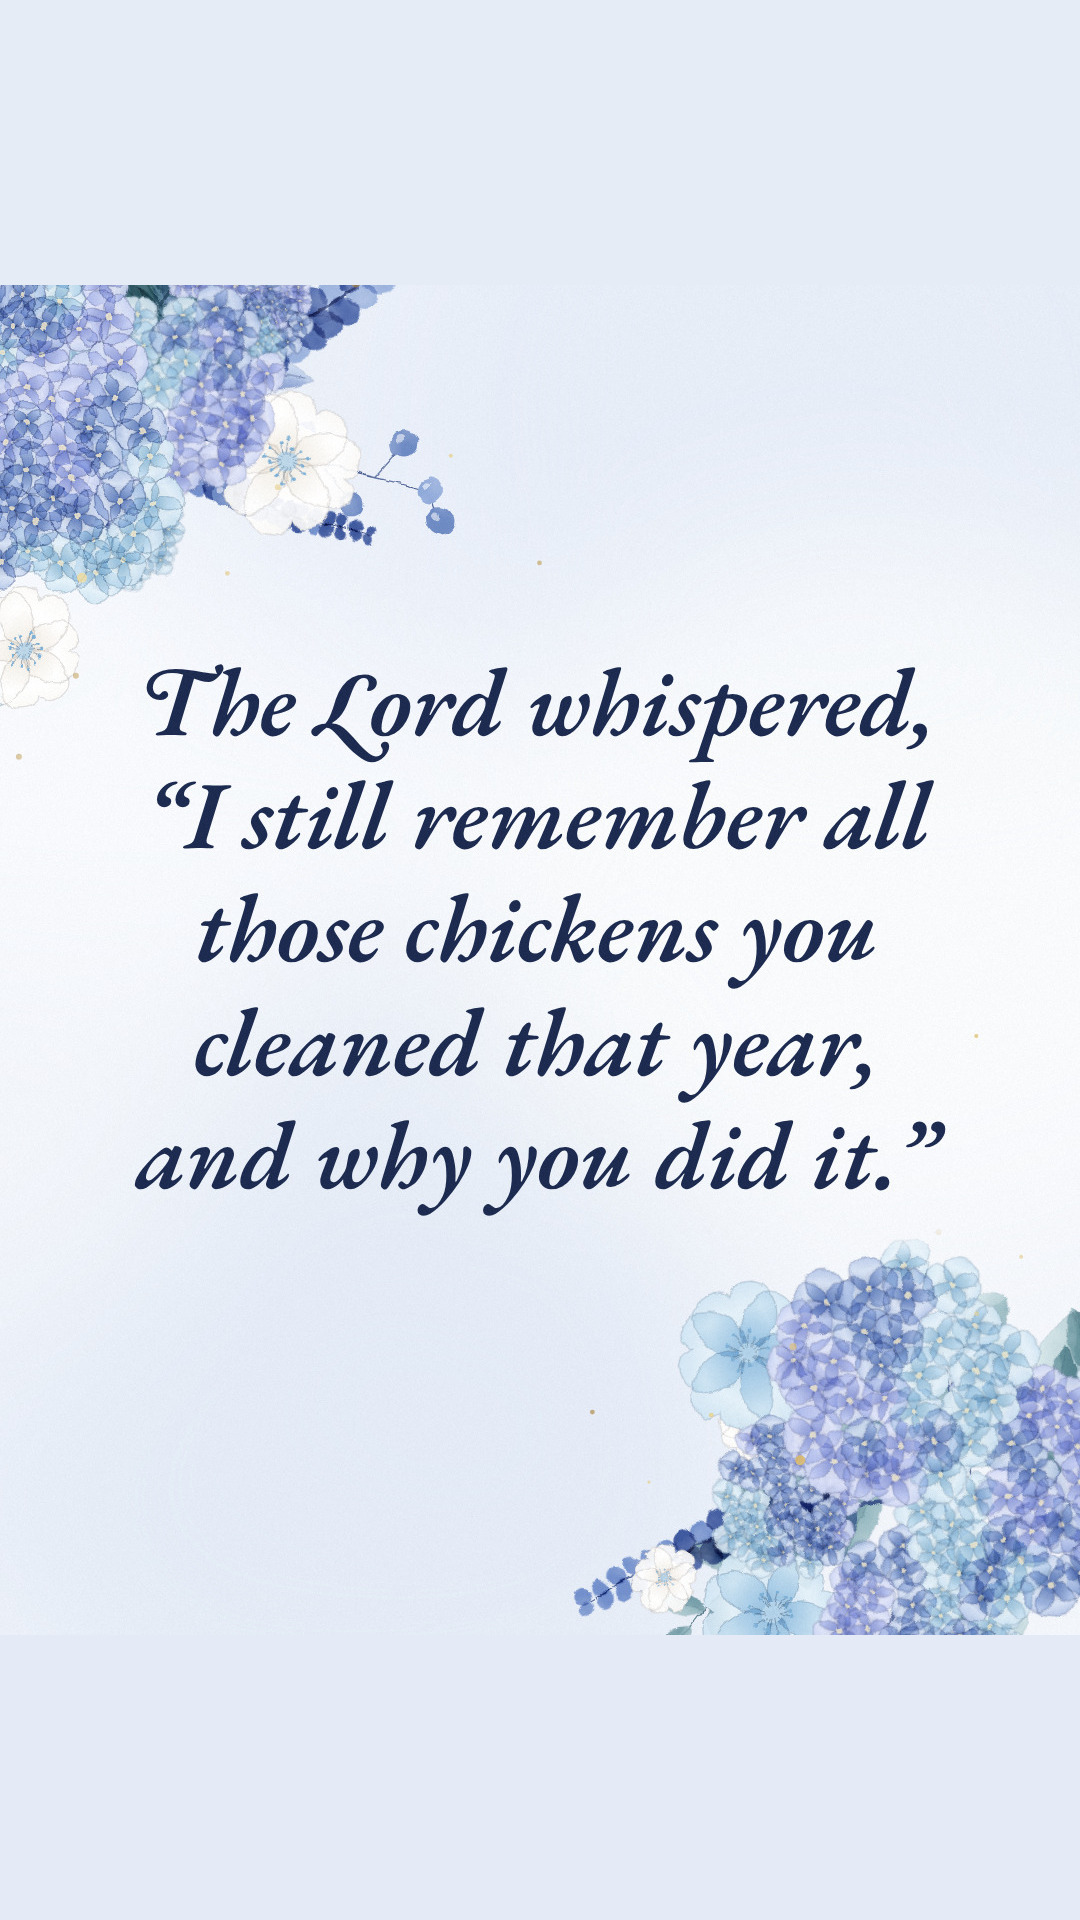 The Lord whispered,
“I still remember all
those chickens you
cleaned that year,
and why you did it.”